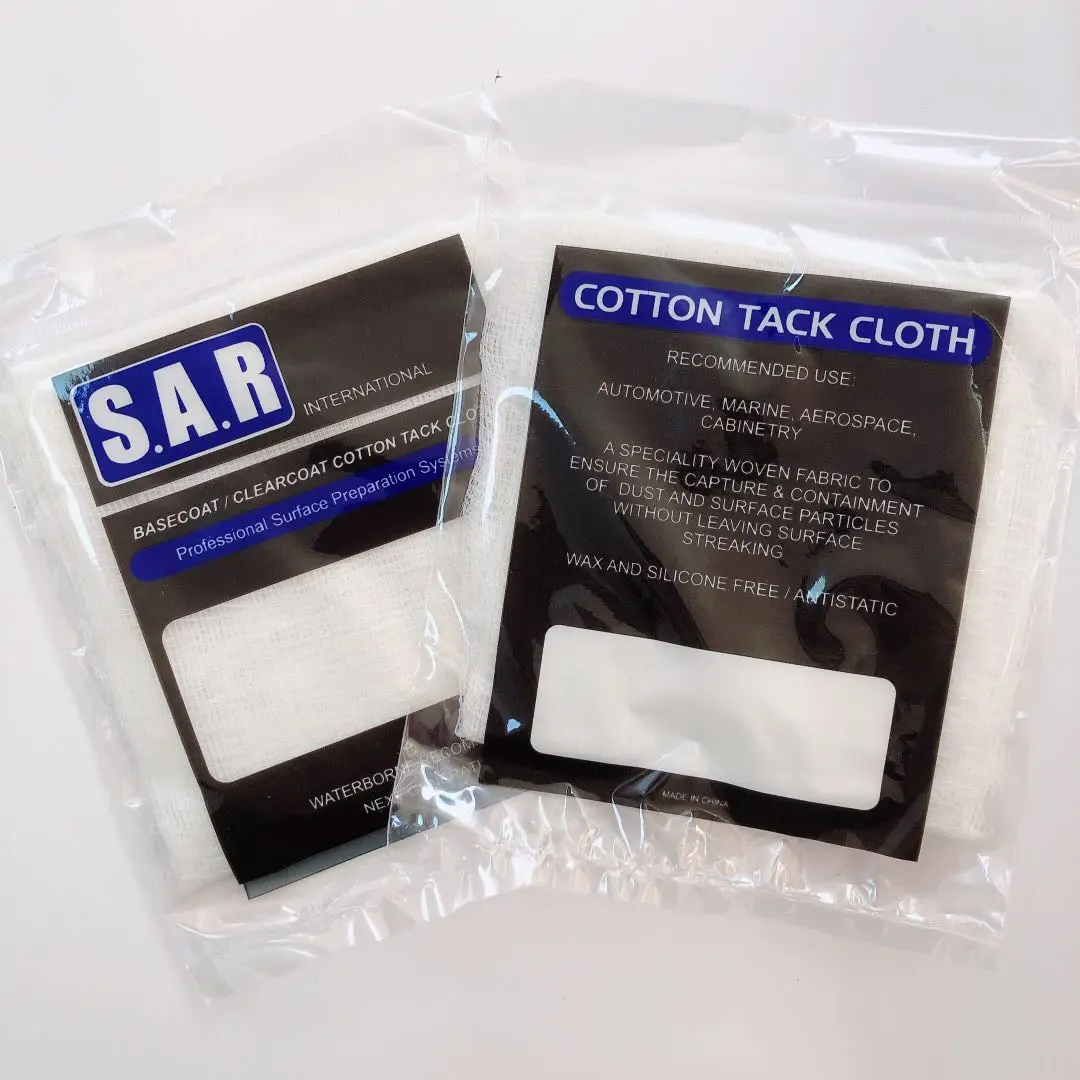 S.A.R
INTERNATIONAL
BASECOAT / CLEARCOAT COTTON TACK
Professional Surface Preparation Systems
WATERBORNE
COTTON TACK CLOTH
RECOMMENDED USE:
AUTOMOTIVE, MARINE, AEROSPACE,
CABINETRY
A SPECIALITY WOVEN FABRIC TO
ENSURE THE CAPTURE & CONTAINMENT
OF DUST AND SURFACE PARTICLES
WITHOUT LEAVING SURFACE
STREAKING
WAX AND SILICONE FREE / ANTISTATIC
MADE IN CHINA